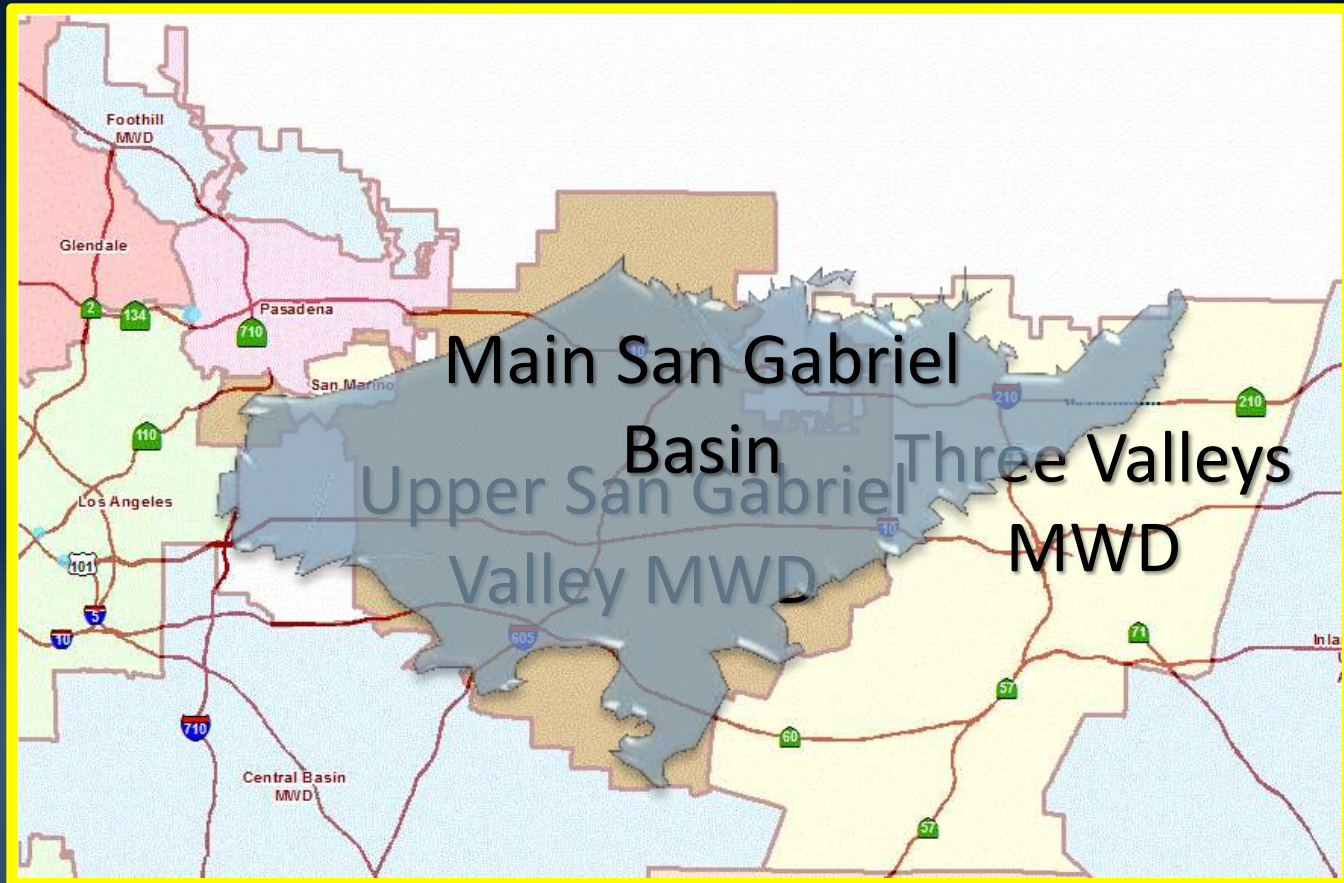 Foothill
MWD
Glendale
2
134
Pasadena
710
San Marino
Main San Gabriel
Basin
10
210
210
110
Los Angeles
Upper San Gabriel
Valley MWD
Three Valleys
MWD
10
101
5
10
605
71
Inla
57
710
60
Central Basin
MWD
57